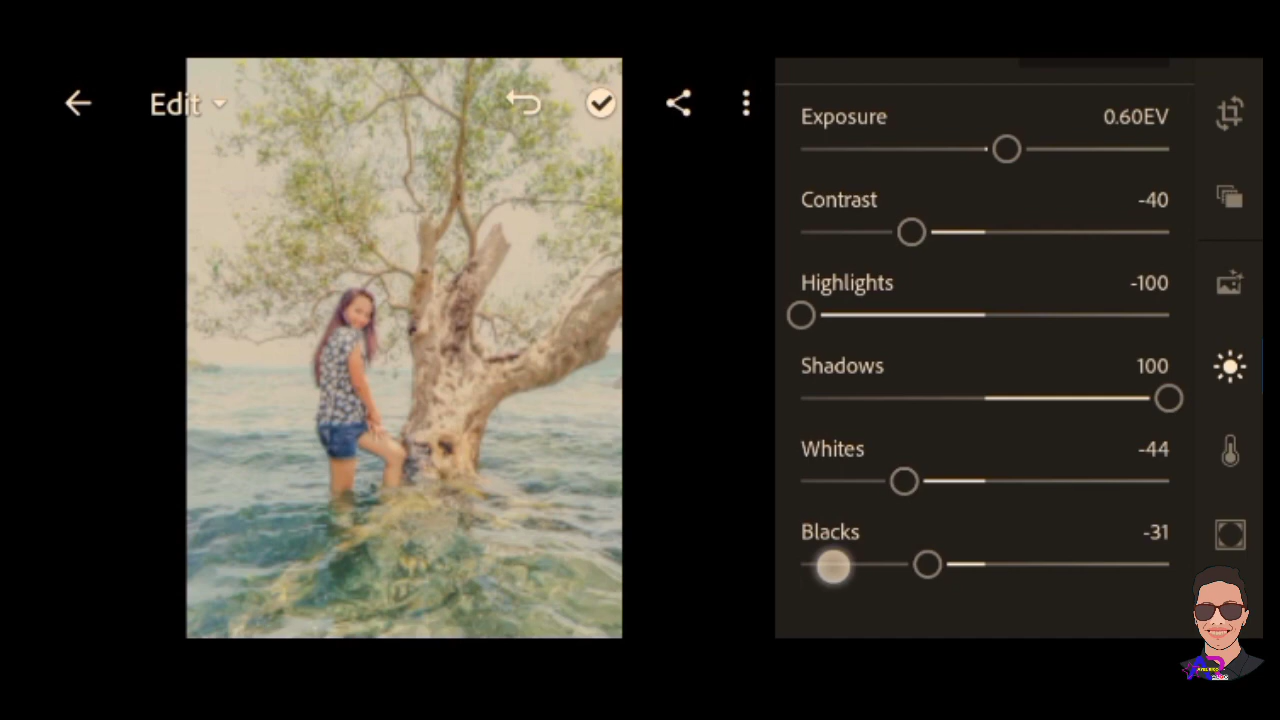 Edit
Exposure 0.60EV
Contrast -40
Highlights -100
Shadows 100
Whites -44
Blacks -31